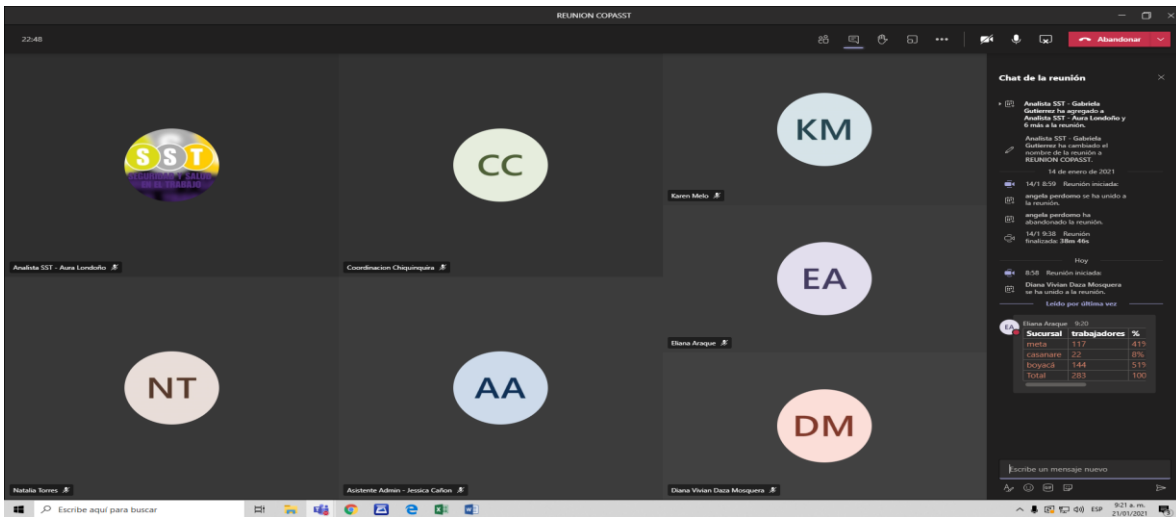 REUNION COPASST
22:48
Abandonar
SST
SEGURIDAD Y SALUD
EN EL TRABAJO
Analista SST - Aura Londoño
CC
Coordinacion Chiquinquira
KM
Karen Melo
EA
Eliana Araque
NT
Natalia Torres
AA
Asistente Admin - Jessica Cañon
DM
Diana Vivian Daza Mosquera
Chat de la reunión
Analista SST - Gabriela
Gutierrez ha agregado a
Analista SST - Aura Londoño y
6 más a la reunión.
Analista SST - Gabriela
Gutierrez ha cambiado el
nombre de la reunión a
REUNION COPASST.
14 de enero de 2021
14/1 8:59 Reunión iniciada:
angela perdomo se ha unido a
la reunión.
angela perdomo ha
abandonado la reunión.
14/1 9:38 Reunión
finalizada: 38m 46s
Hoy
8:58 Reunión iniciada:
Diana Vivian Daza Mosquera
se ha unido a la reunión.
Leído por última vez
EA
Eliana Araque 9:20
Sucursal trabajadores %
meta 117 41%
casanare 22 8%
boyacá 144 51%
Total 283 100
Escribe un mensaje nuevo
Escribe aquí para buscar
ESP
9:21 a. m.
21/01/2021